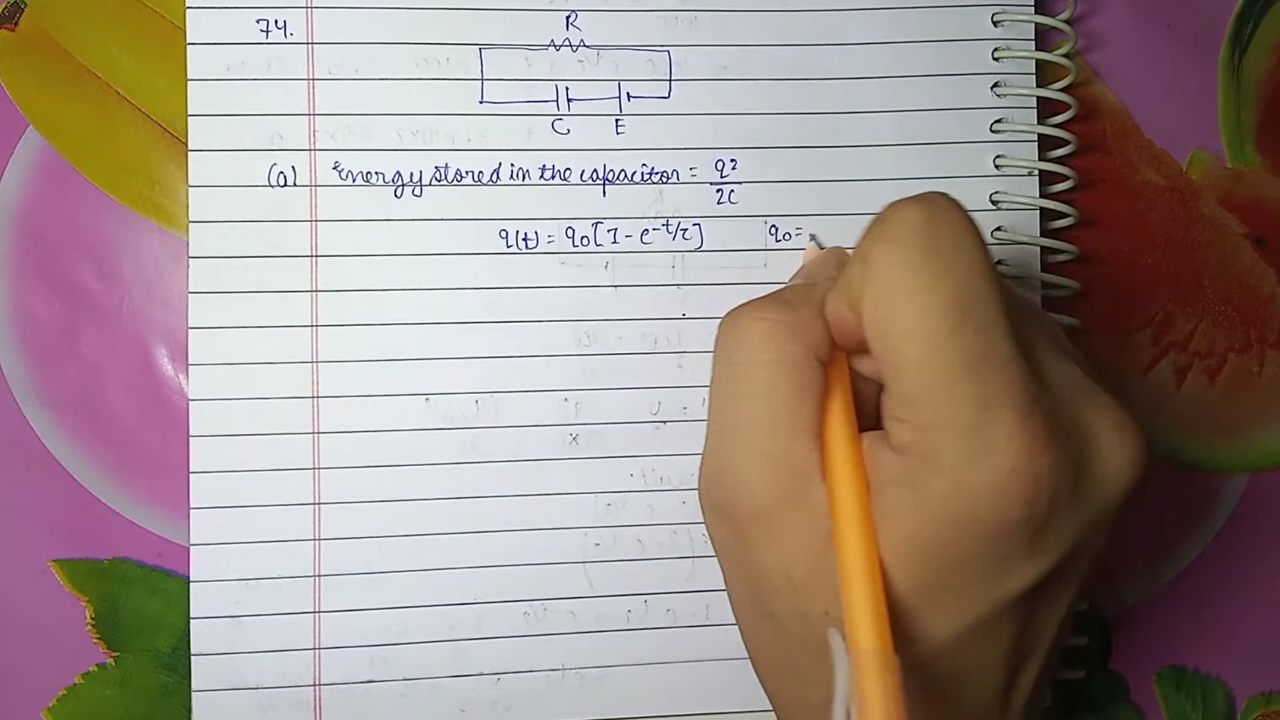 74.
R
C E
(a) Energy stored in the capacitor = q²/2C
q(t) = q₀[1 - e^-t/τ] q₀ =